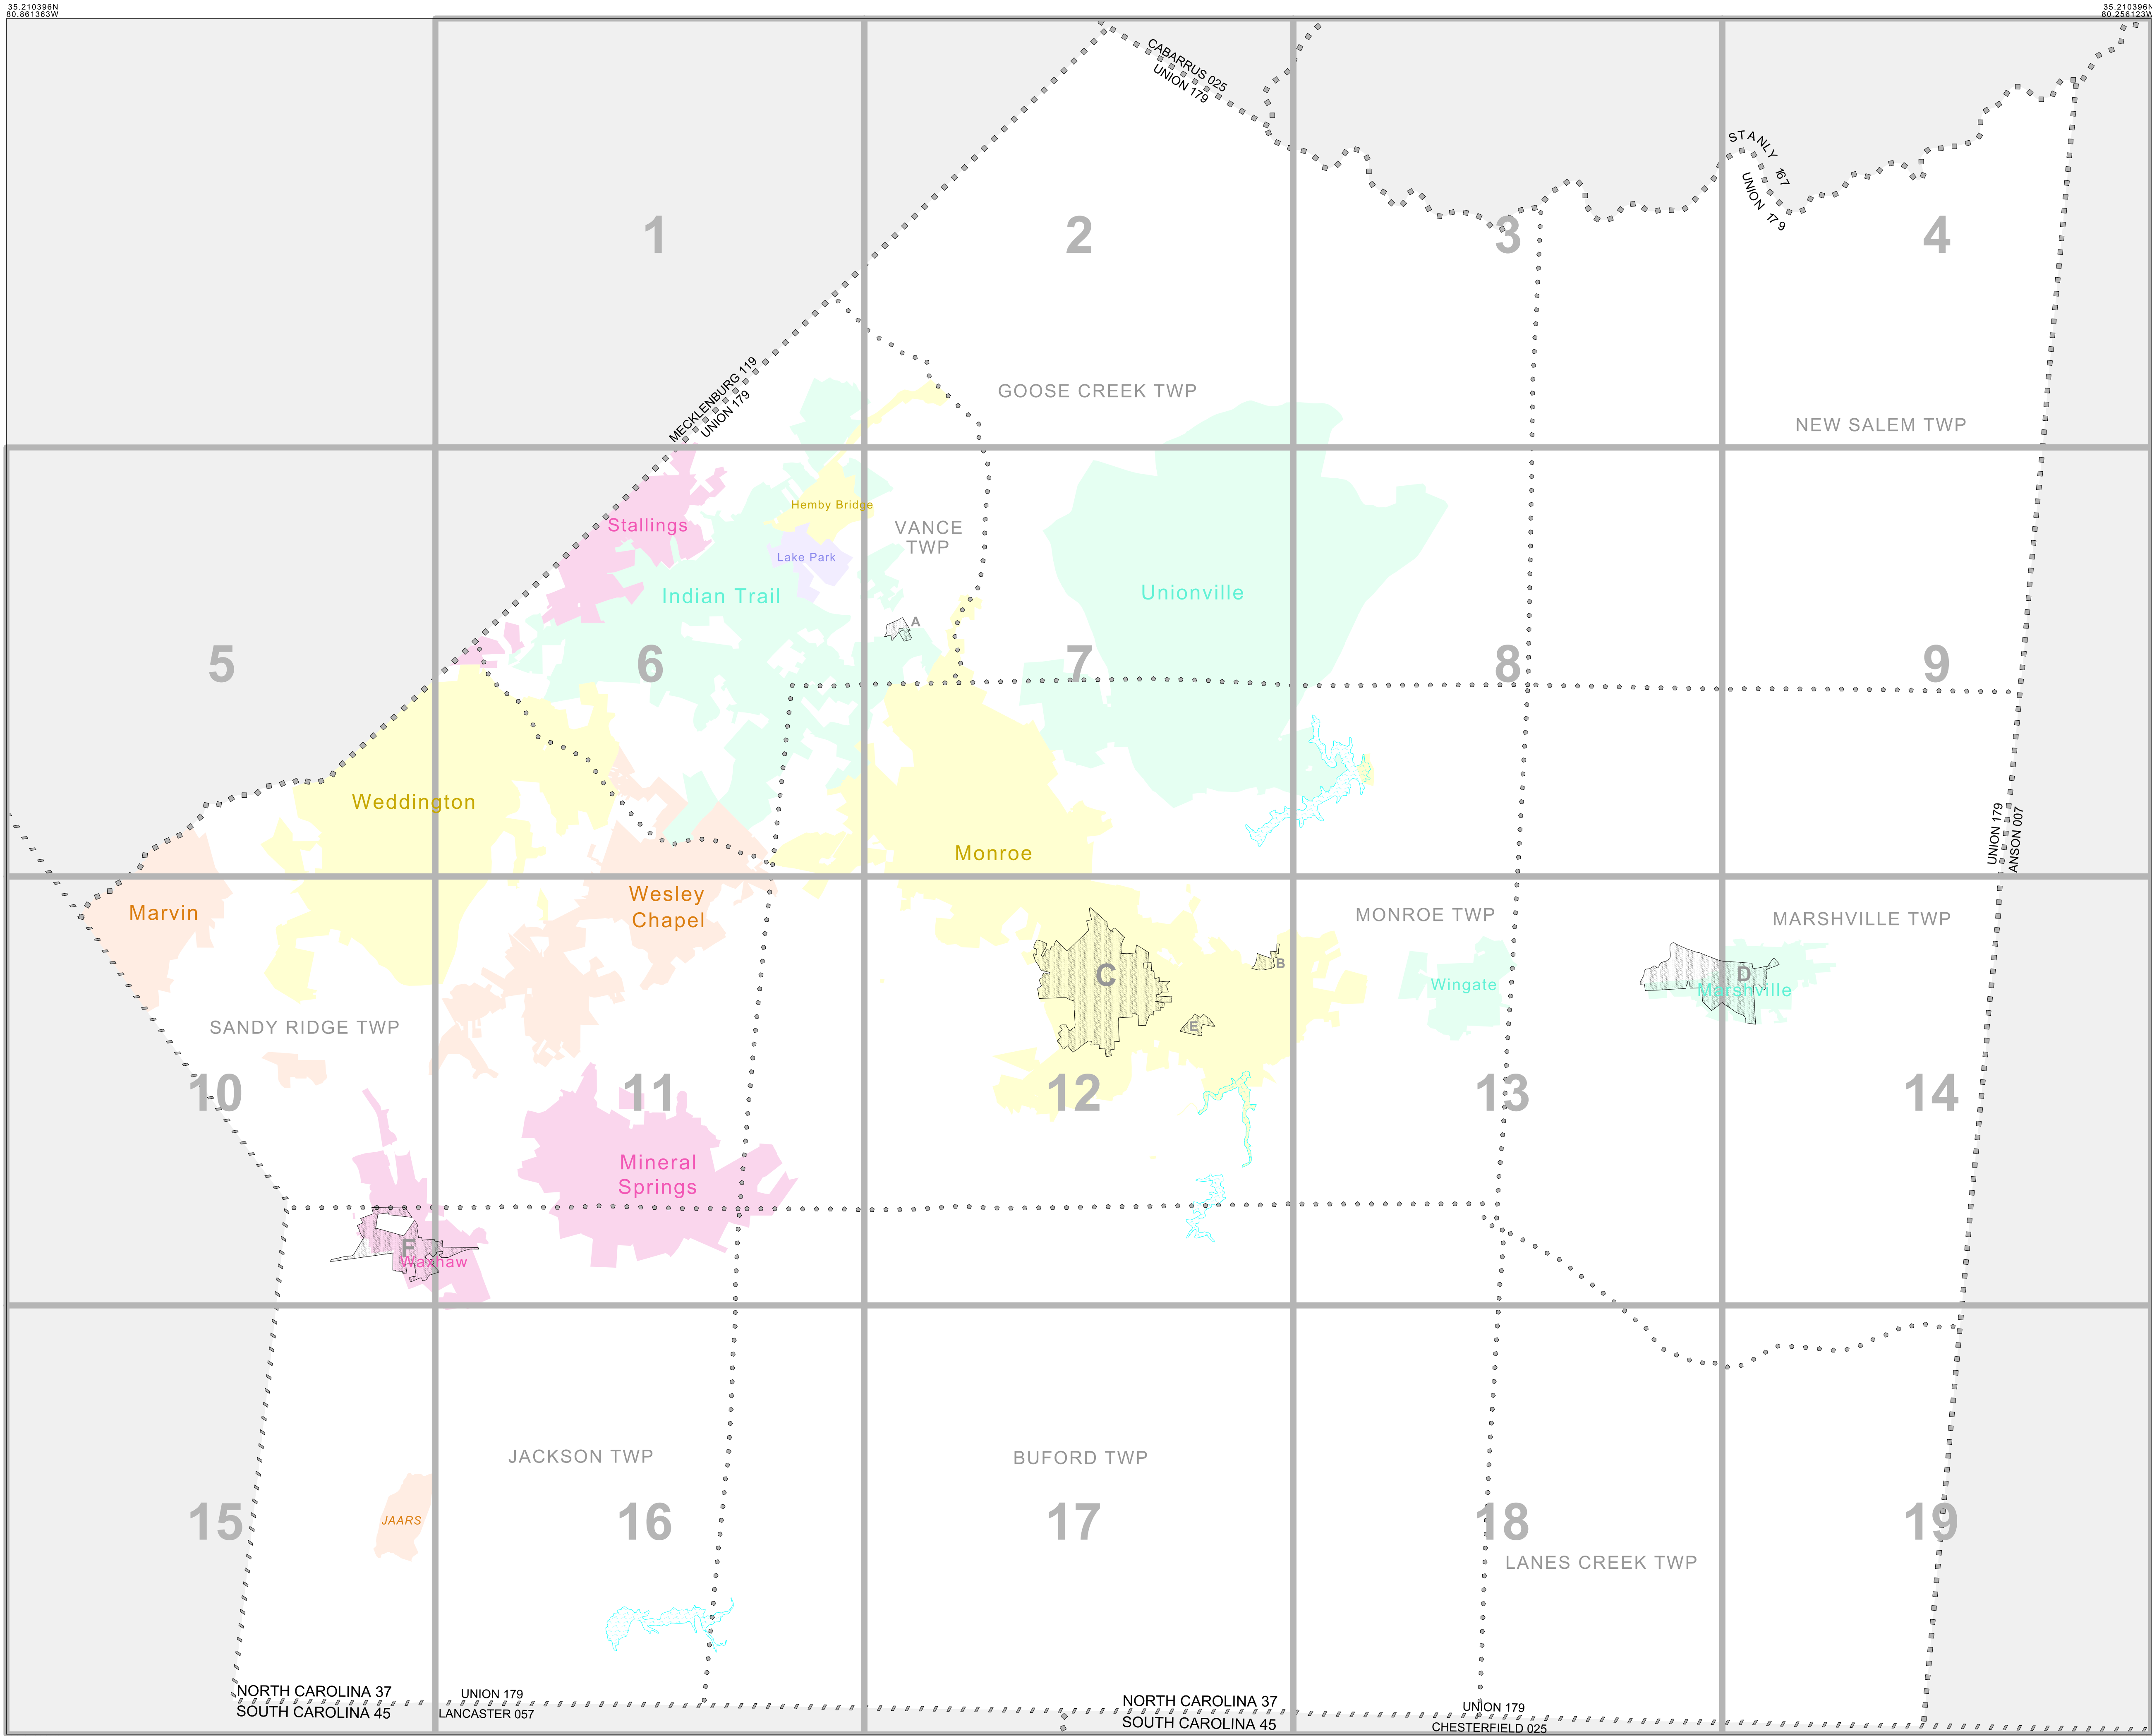 35.210396N
80.861363W
35.210396N
80.256123W
CABARRUS 025
UNION 179
STANLY 167
UNION 179
1
2
3
4
MECKLENBURG 119
UNION 179
GOOSE CREEK TWP
NEW SALEM TWP
Hemby Bridge
Stallings
VANCE
TWP
Lake Park
Indian Trail
Unionville
A
5
6
7
8
9
Weddington
Monroe
UNION 179
ANSON 007
Wesley
Chapel
Marvin
MONROE TWP
MARSHVILLE TWP
C
B
D
Wingate
Marshville
E
SANDY RIDGE TWP
10
11
12
13
14
Mineral
Springs
F
Waxhaw
JACKSON TWP
BUFORD TWP
JAARS
15
16
17
18
19
LANES CREEK TWP
NORTH CAROLINA 37
SOUTH CAROLINA 45
UNION 179
LANCASTER 057
NORTH CAROLINA 37
SOUTH CAROLINA 45
UNION 179
CHESTERFIELD 025